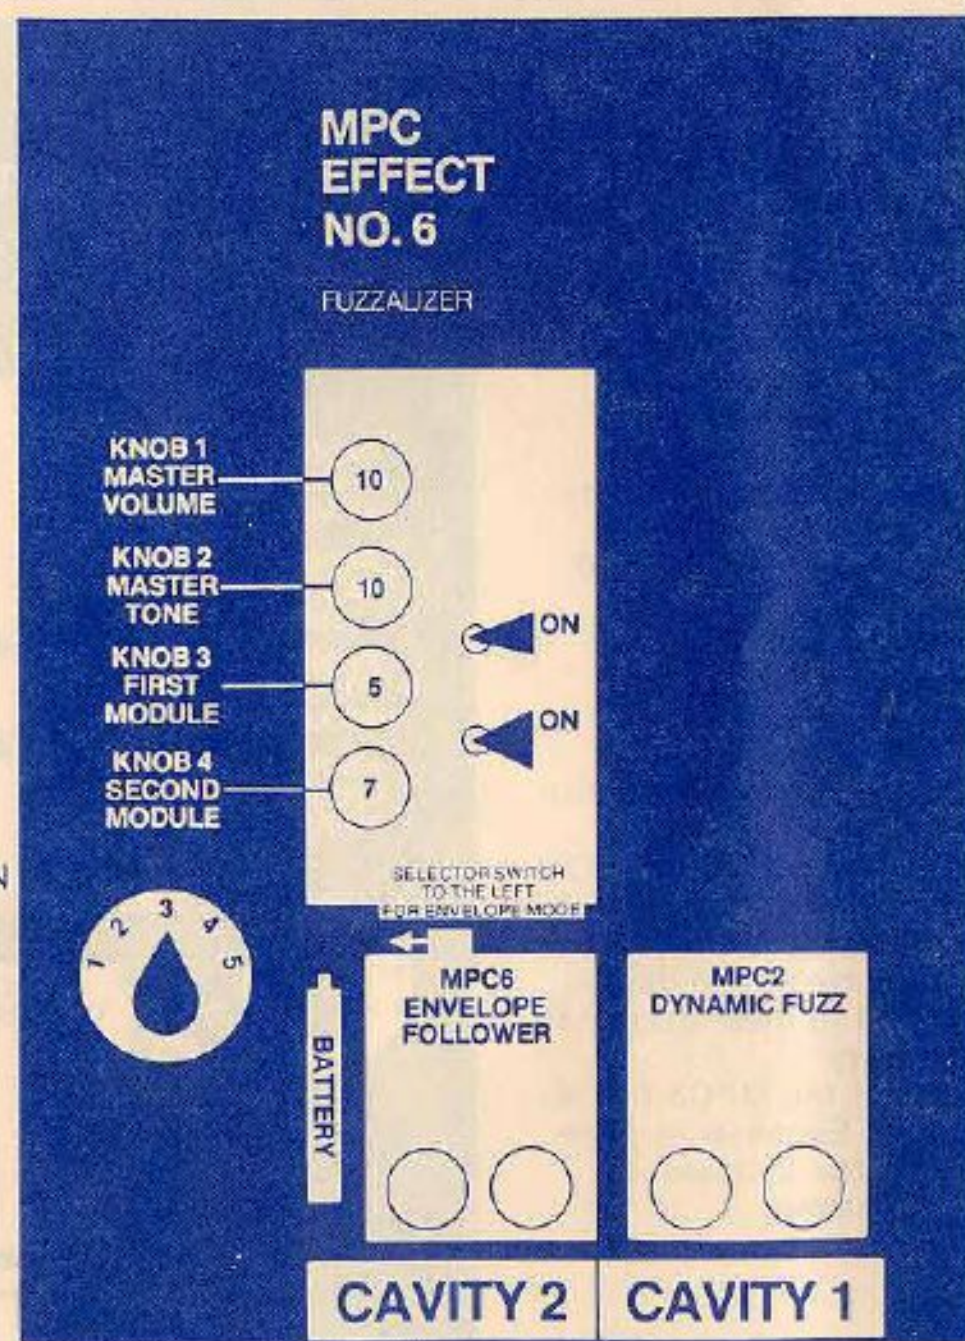 MPC
EFFECT
NO. 6
FUZZALIZER
KNOB 1
MASTER
VOLUME
10
KNOB 2
MASTER
TONE
10
ON
KNOB 3
FIRST
MODULE
5
ON
KNOB 4
SECOND
MODULE
7
SELECTOR SWITCH
TO THE LEFT
FOR ENVELOPE MODE
1 2 3 4 5
BATTERY
MPC6
ENVELOPE
FOLLOWER
MPC2
DYNAMIC FUZZ
CAVITY 2
CAVITY 1